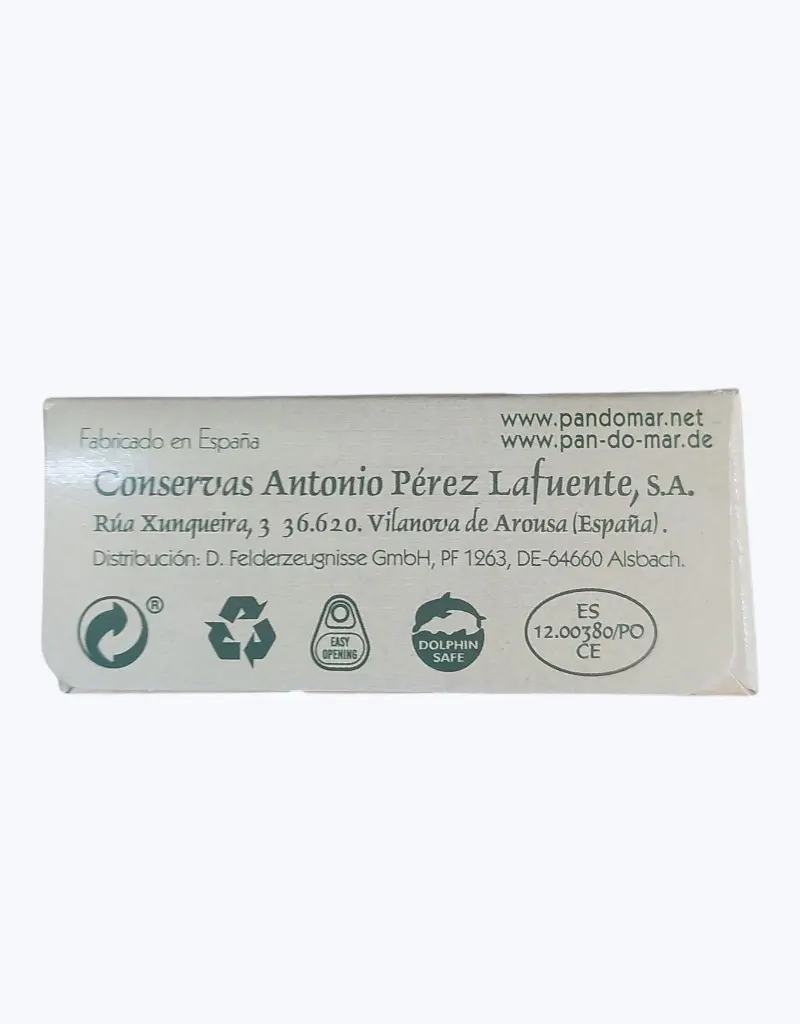 Fabricado en España
www.pandomar.net
www.pan-do-mar.de
Conservas Antonio Pérez Lafuente, S.A.
Rúa Xunqueira, 3 36.620. Vilanova de Arousa (España).
Distribución: D. Felderzeugnisse GmbH, PF 1263, DE-64660 Alsbach.
®
EASY
OPENING
DOLPHIN
SAFE
ES
12.00380/PO
CE